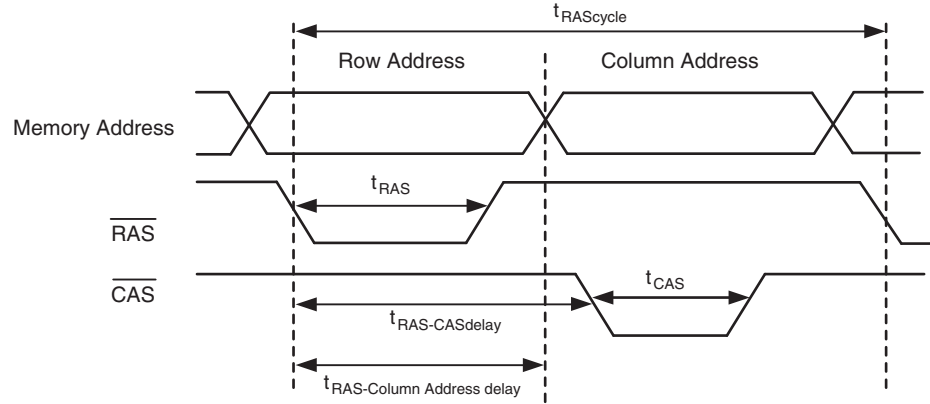 tRAScycle
Row Address
Column Address
Memory Address
tRAS
RAS
CAS
tCAS
tRAS-CASdelay
tRAS-Column Address delay